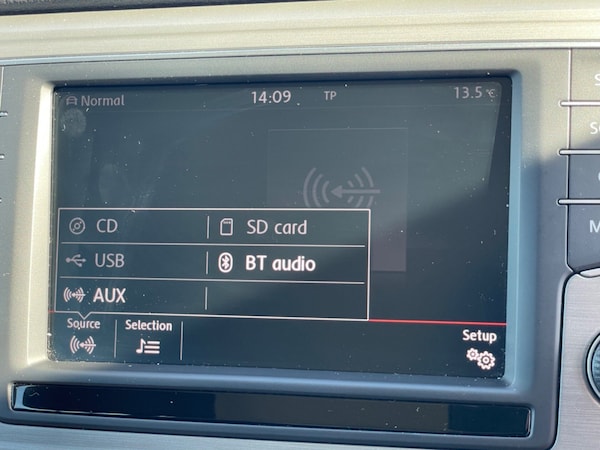 Normal 14:09 TP 13.5 °C
CD SD card
USB BT audio
AUX
Source Selection Setup